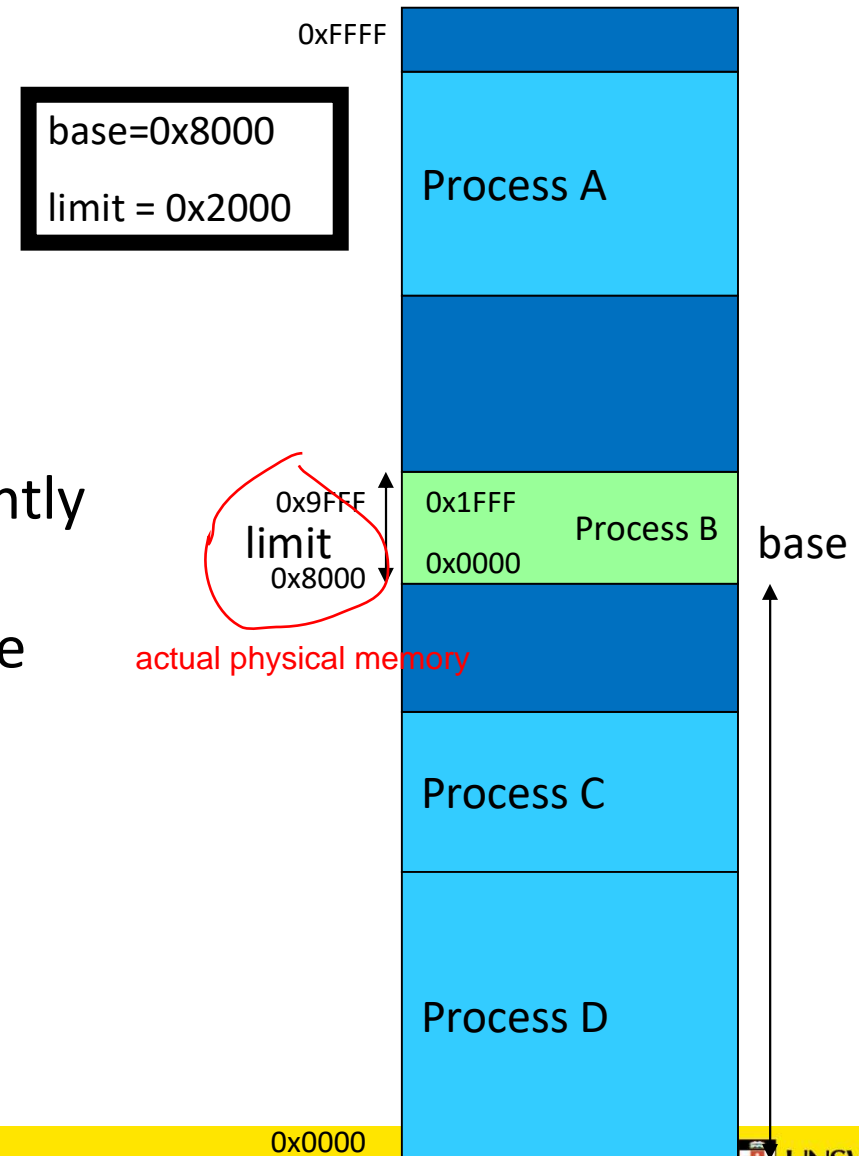 0xFFFF
base=0x8000
limit = 0x2000
Process A
ntly
0x9FFF
limit
0x8000
0x1FFF
0x0000
Process B
base
e
actual physical memory
Process C
Process D
0x0000